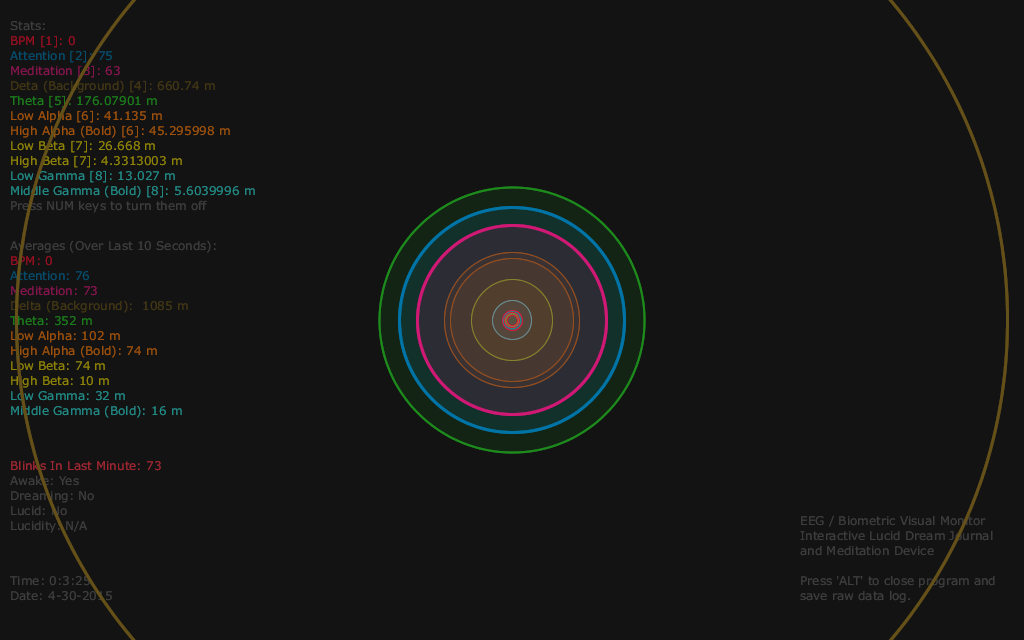 Stats:
BPM [1]: 0
Attention [2]: 75
Meditation [3]: 63
Deta (Background) [4]: 660.74 m
Theta [5]: 176.07901 m
Low Alpha [6]: 41.135 m
High Alpha (Bold) [6]: 45.295998 m
Low Beta [7]: 26.668 m
High Beta [7]: 4.3313003 m
Low Gamma [8]: 13.027 m
Middle Gamma (Bold) [8]: 5.6039996 m
Press NUM keys to turn them off
Averages (Over Last 10 Seconds):
BPM: 0
Attention: 76
Meditation: 73
Delta (Background): 1085 m
Theta: 352 m
Low Alpha: 102 m
High Alpha (Bold): 74 m
Low Beta: 74 m
High Beta: 10 m
Low Gamma: 32 m
Middle Gamma (Bold): 16 m
Blinks In Last Minute: 73
Awake: Yes
Dreaming: No
Lucid: No
Lucidity: N/A
Time: 0:3:25
Date: 4-30-2015
EEG / Biometric Visual Monitor
Interactive Lucid Dream Journal
and Meditation Device
Press 'ALT' to close program and
save raw data log.